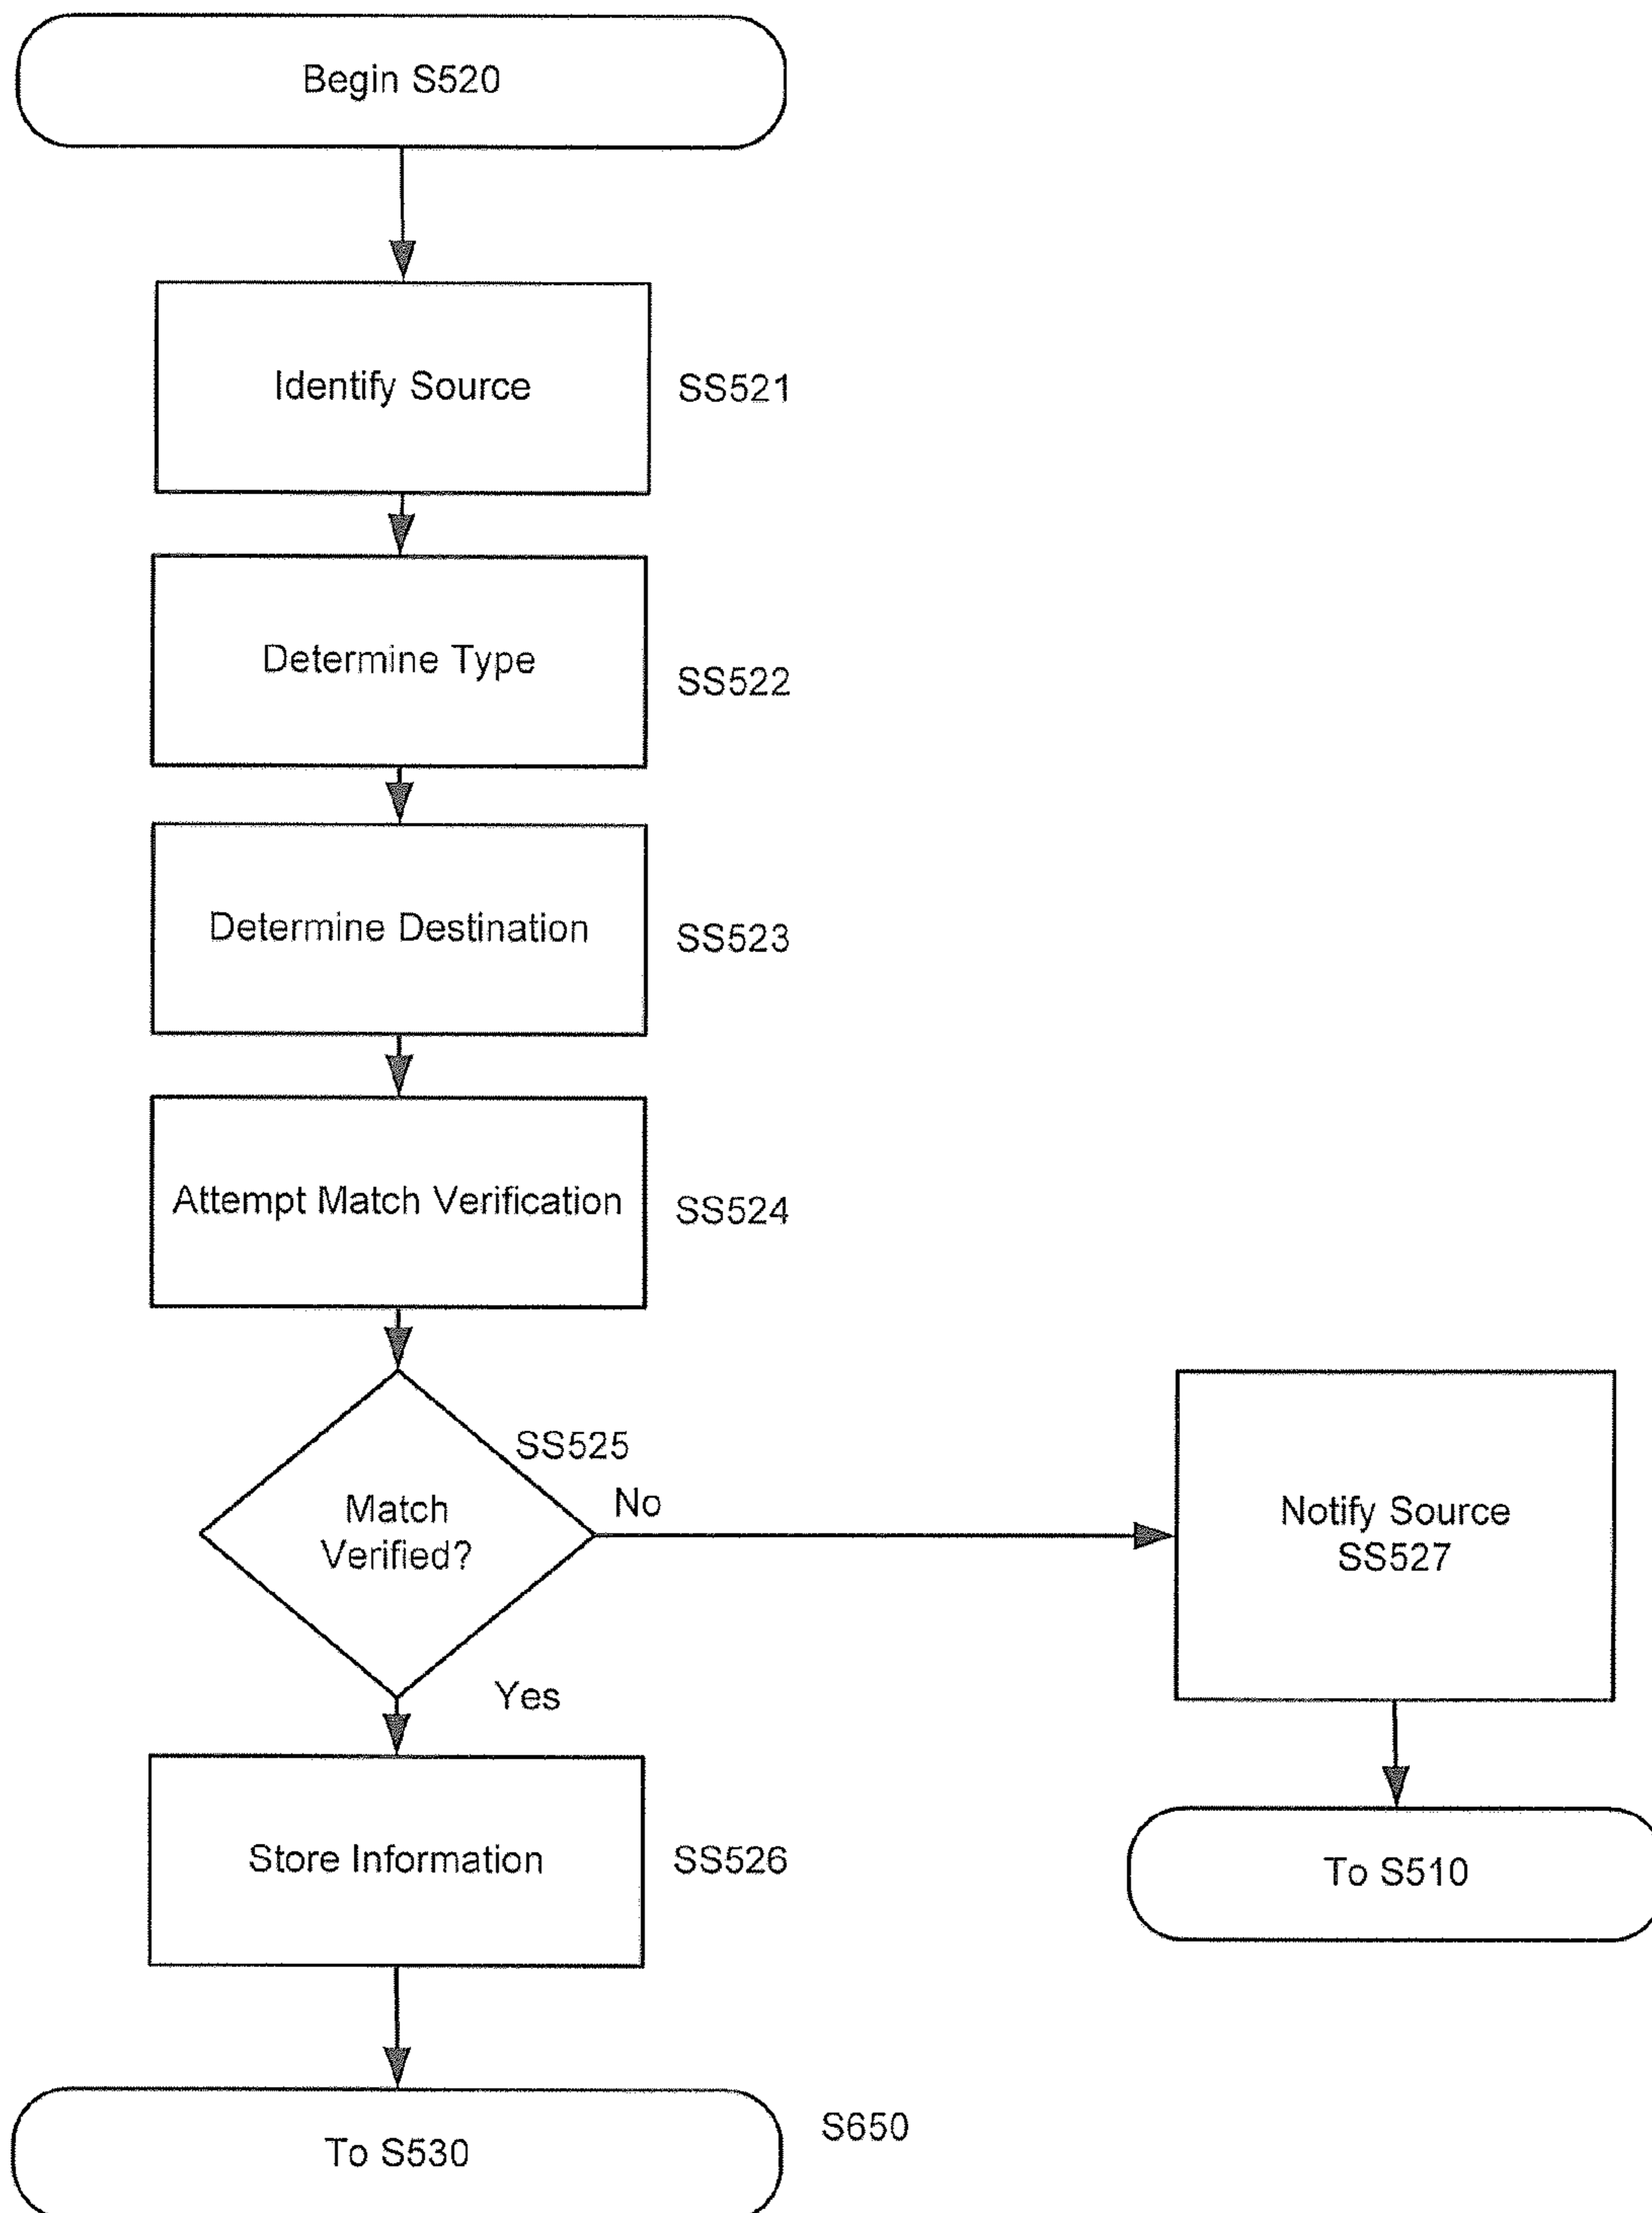 Begin S520
Identify Source
SS521
Determine Type
SS522
Determine Destination
SS523
Attempt Match Verification
SS524
SS525
Match
Verified?
No
Notify Source
SS527
Yes
Store Information
SS526
To S510
To S530
S650